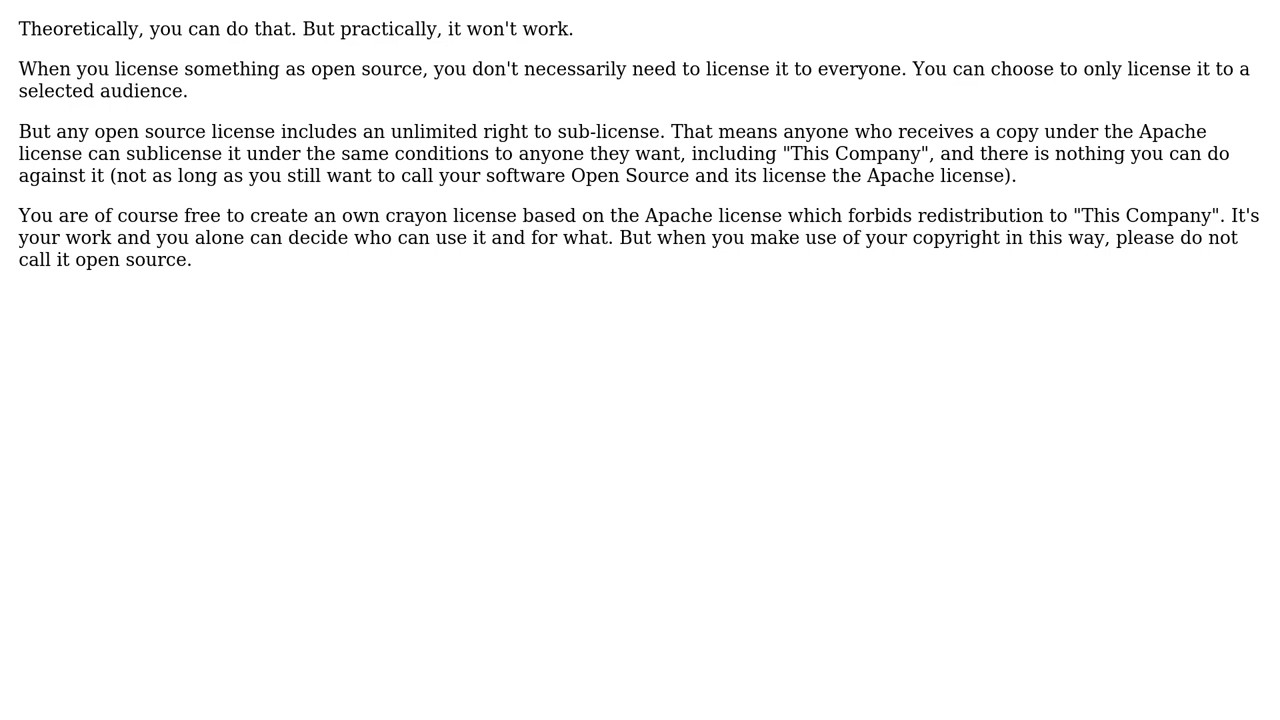 Theoretically, you can do that. But practically, it won't work.
When you license something as open source, you don't necessarily need to license it to everyone. You can choose to only license it to a
selected audience.
But any open source license includes an unlimited right to sub-license. That means anyone who receives a copy under the Apache
license can sublicense it under the same conditions to anyone they want, including "This Company", and there is nothing you can do
against it (not as long as you still want to call your software Open Source and its license the Apache license).
You are of course free to create an own crayon license based on the Apache license which forbids redistribution to "This Company". It's
your work and you alone can decide who can use it and for what. But when you make use of your copyright in this way, please do not
call it open source.